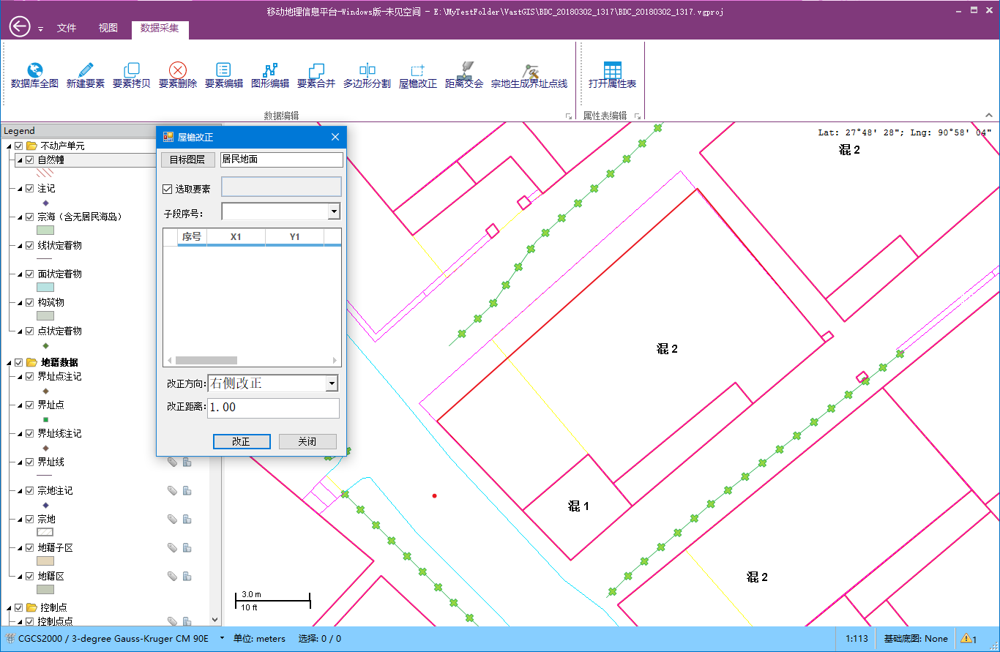 移动地理信息平台-Windows版-未见空间 - E:\MyTestFolder\VastGIS\BDC_20180302_1317\BDC_20180302_1317.vgproj
文件 视图 数据采集
数据库全图 新建要素 要素拷贝 要素删除 要素编辑 图形编辑 要素合并 多边形分割 屋檐改正 距离交会 宗地生成界址点线 打开属性表
数据编辑 属性表编辑
Legend
不动产单元
自然幢
注记
宗海（含无居民海岛）
线状定着物
面状定着物
构筑物
点状定着物
地籍数据
界址点注记
界址点
界址线注记
界址线
宗地注记
宗地
地籍子区
地籍区
控制点
控制点点
屋檐改正
目标图层 居民地面
选取要素
子段序号:
序号 X1 Y1
改正方向: 右侧改正
改正距离: 1.00
改正 关闭
Lat: 27°48' 28"; Lng: 90°58' 04"
混2
混2
混1
混2
3.0 m
10 ft
CGCS2000 / 3-degree Gauss-Kruger CM 90E 单位: meters 选择: 0 / 0 1:113 基础底图: None 1